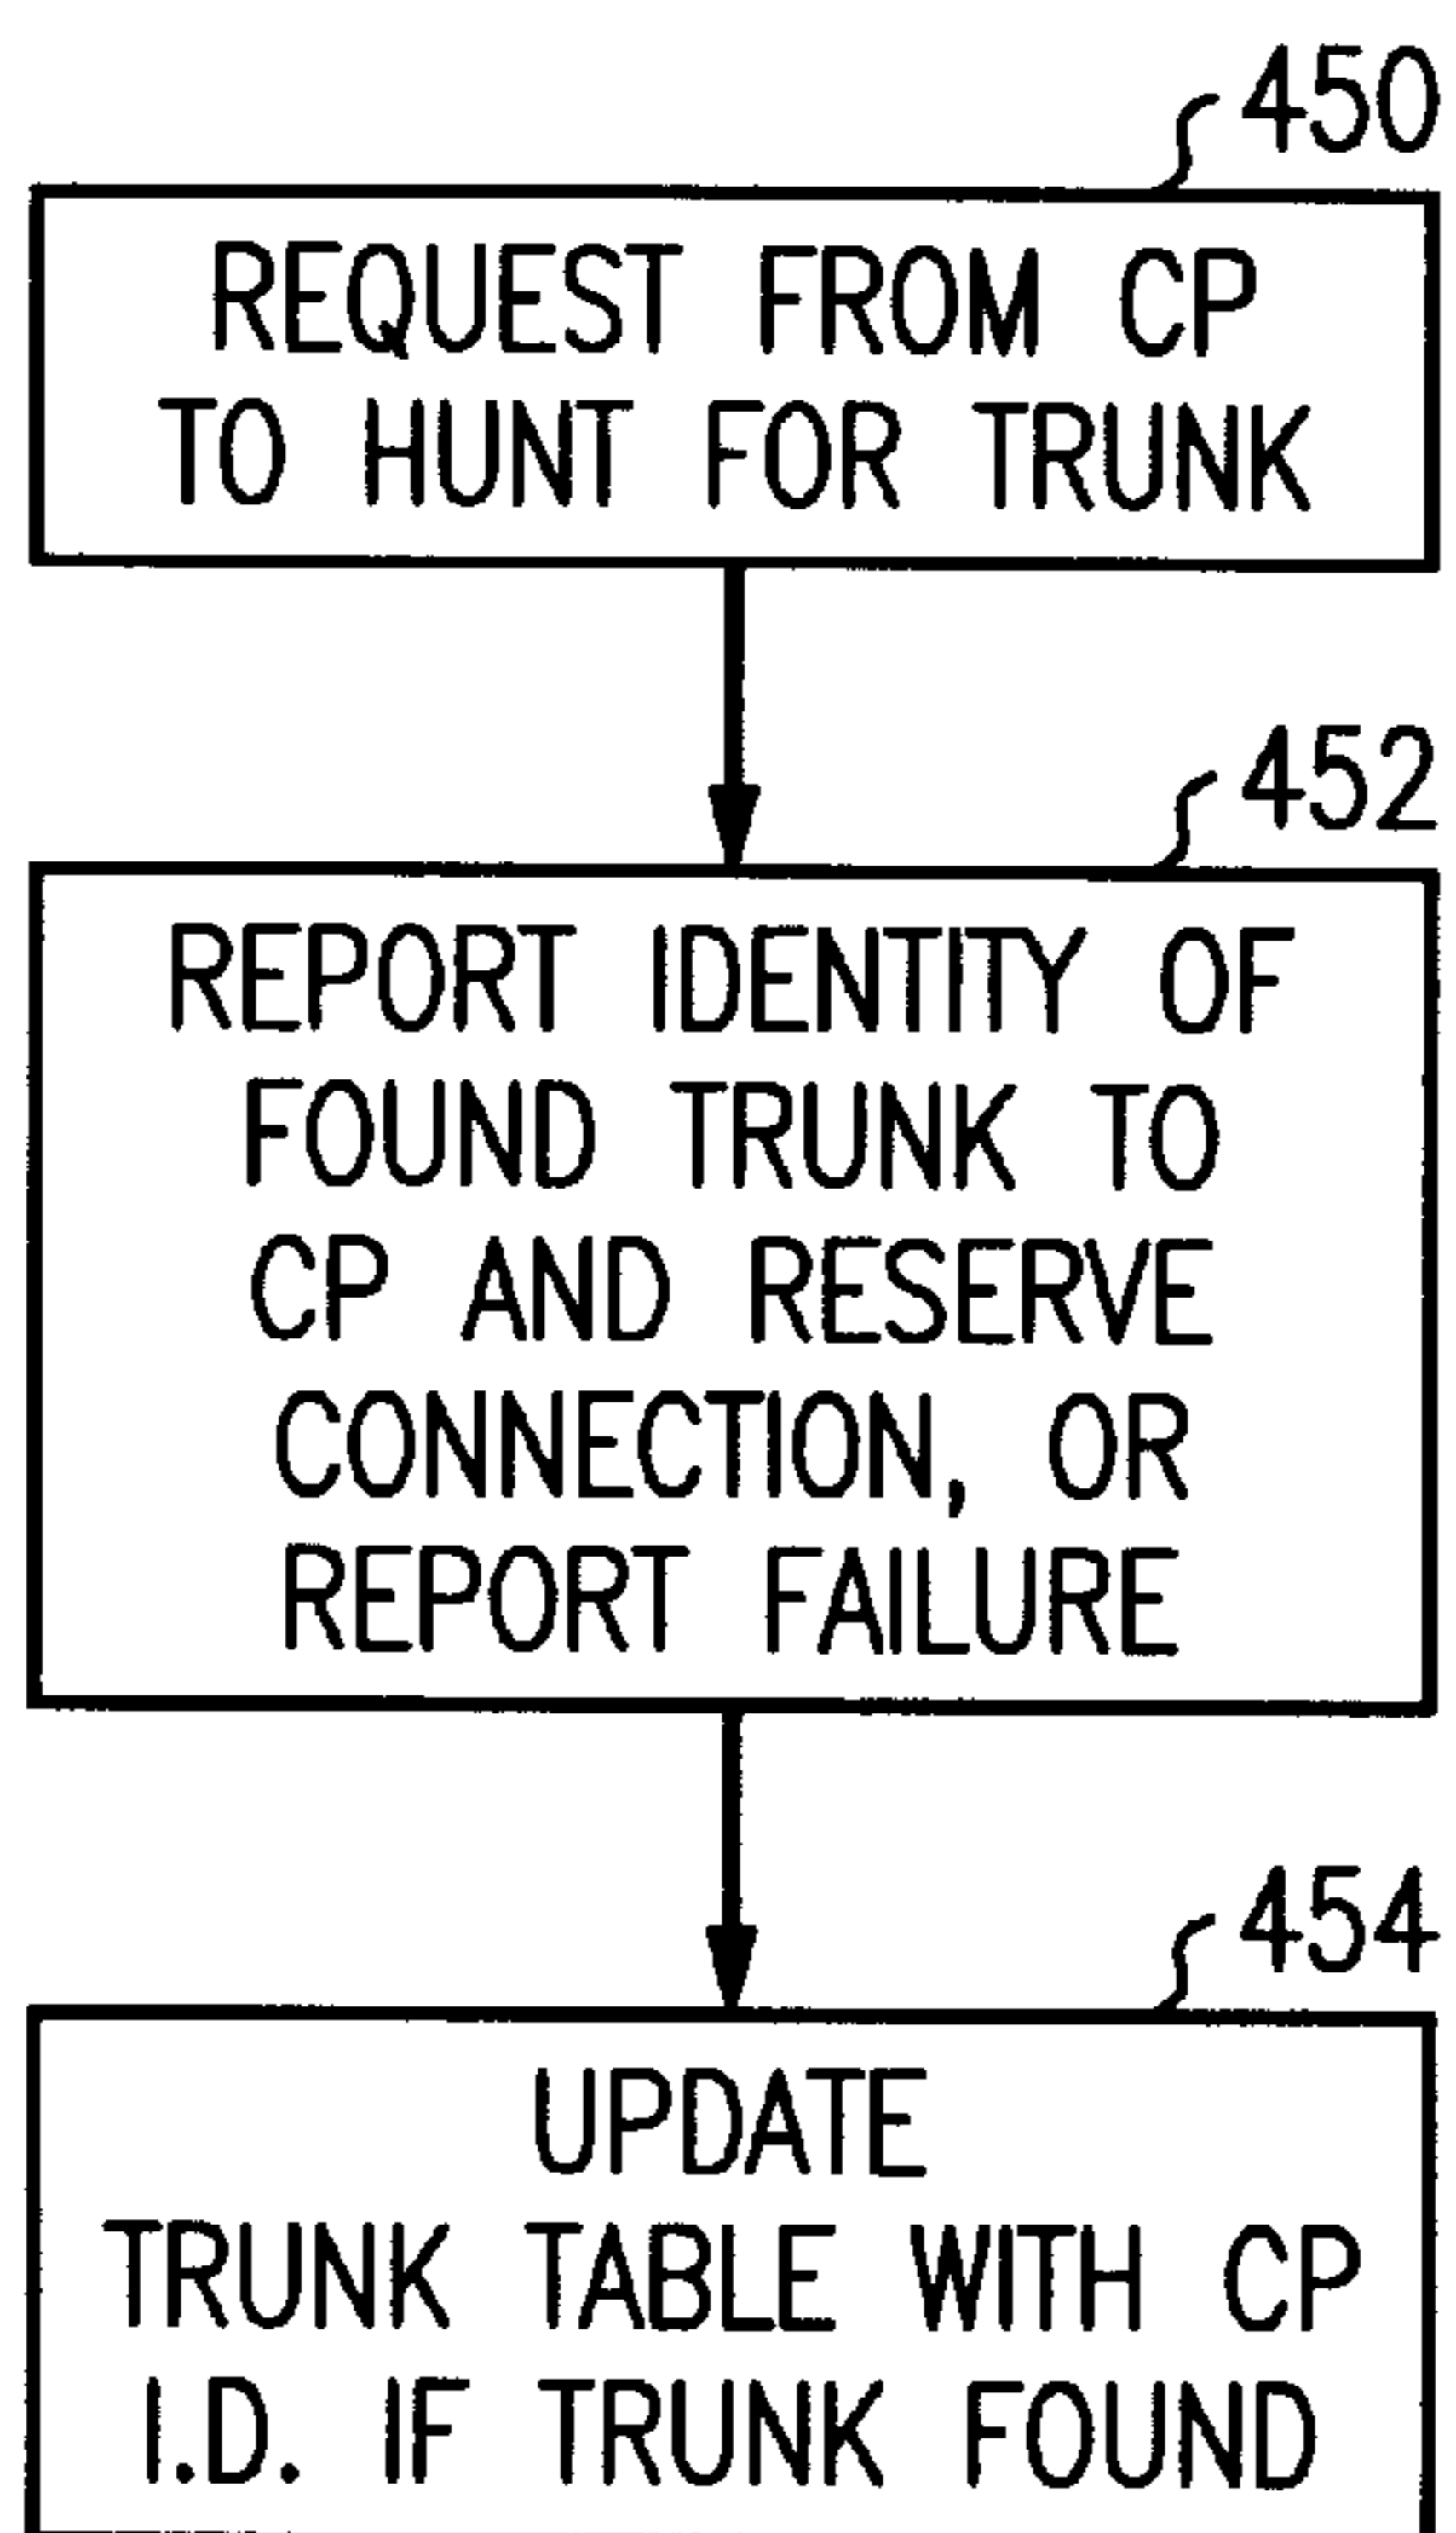 450
REQUEST FROM CP
TO HUNT FOR TRUNK
452
REPORT IDENTITY OF
FOUND TRUNK TO
CP AND RESERVE
CONNECTION, OR
REPORT FAILURE
454
UPDATE
TRUNK TABLE WITH CP
I.D. IF TRUNK FOUND